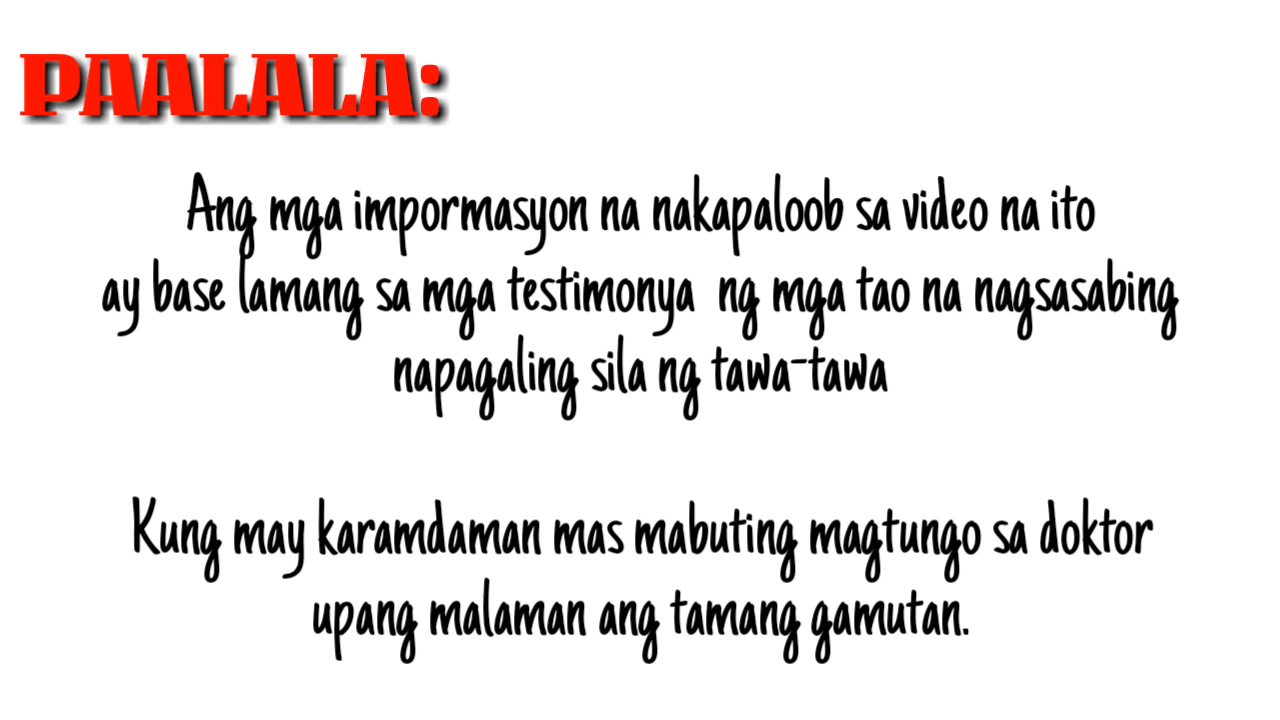 PAALALA:
Ang mga impormasyon na nakapaloob sa video na ito
ay base lamang sa mga testimonya ng mga tao na nagsasabing
napagaling sila ng tawa-tawa
Kung may karamdaman mas mabuting magtungo sa doktor
upang malaman ang tamang gamutan.